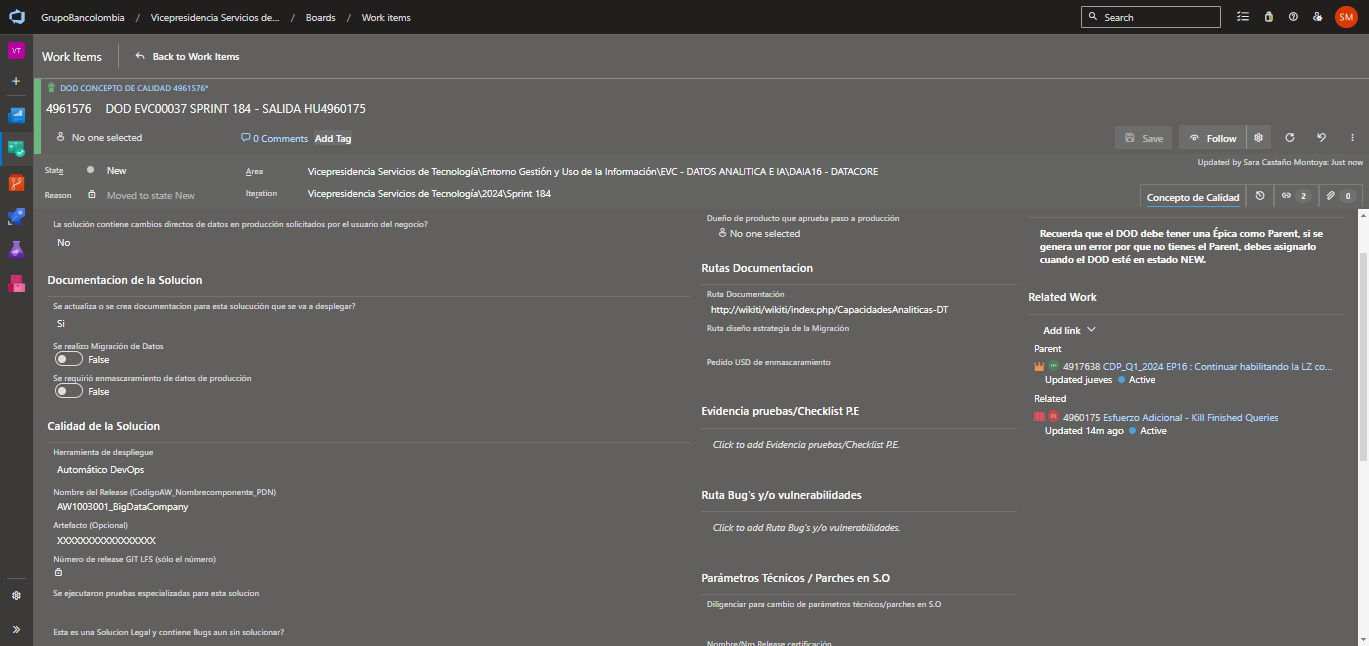 GrupoBancolombia / Vicepresidencia Servicios de... / Boards / Work items
Search
SM
VT
Work Items
Back to Work Items
DOD CONCEPTO DE CALIDAD 4961576*
4961576 DOD EVC00037 SPRINT 184 - SALIDA HU4960175
No one selected
0 Comments
Add Tag
Save
Follow
Updated by Sara Castaño Montoya: Just now
State
New
Area
Vicepresidencia Servicios de Tecnología\Entorno Gestión y Uso de la Información\EVC - DATOS ANALITICA E IA\DAIA16 - DATACORE
Reason
Moved to state New
Iteration
Vicepresidencia Servicios de Tecnología\2024\Sprint 184
Concepto de Calidad
2
0
La solución contiene cambios directos de datos en producción solicitados por el usuario del negocio?
No
Documentacion de la Solucion
Se actualiza o se crea documentacion para esta solucución que se va a desplegar?
Si
Se realizo Migración de Datos
False
Se requirió enmascaramiento de datos de producción
False
Calidad de la Solucion
Herramienta de despliegue
Automático DevOps
Nombre del Release (CodigoAW_Nombrecomponente_PDN)
AW1003001_BigDataCompany
Artefacto (Opcional)
XXXXXXXXXXXXXXXXXX
Número de release GIT LFS (sólo el número)
Se ejecutaron pruebas especializadas para esta solucion
Esta es una Solucion Legal y contiene Bugs aun sin solucionar?
Dueño de producto que aprueba paso a producción
No one selected
Rutas Documentacion
Ruta Documentación
http://wikiti/wikiti/index.php/CapacidadesAnaliticas-DT
Ruta diseño estrategia de la Migración
Pedido USD de enmascaramiento
Evidencia pruebas/Checklist P.E
Click to add Evidencia pruebas/Checklist P.E.
Ruta Bug's y/o vulnerabilidades
Click to add Ruta Bug's y/o vulnerabilidades.
Parámetros Técnicos / Parches en S.O
Diligenciar para cambio de parámetros técnicos/parches en S.O
Nombre/Nro Release certificación
Recuerda que el DOD debe tener una Épica como Parent, si se
genera un error por que no tienes el Parent, debes asignarlo
cuando el DOD esté en estado NEW.
Related Work
Add link
Parent
4917638 CDP_Q1_2024 EP16 : Continuar habilitando la LZ co...
Updated jueves Active
Related
4960175 Esfuerzo Adicional - Kill Finished Queries
Updated 14m ago Active